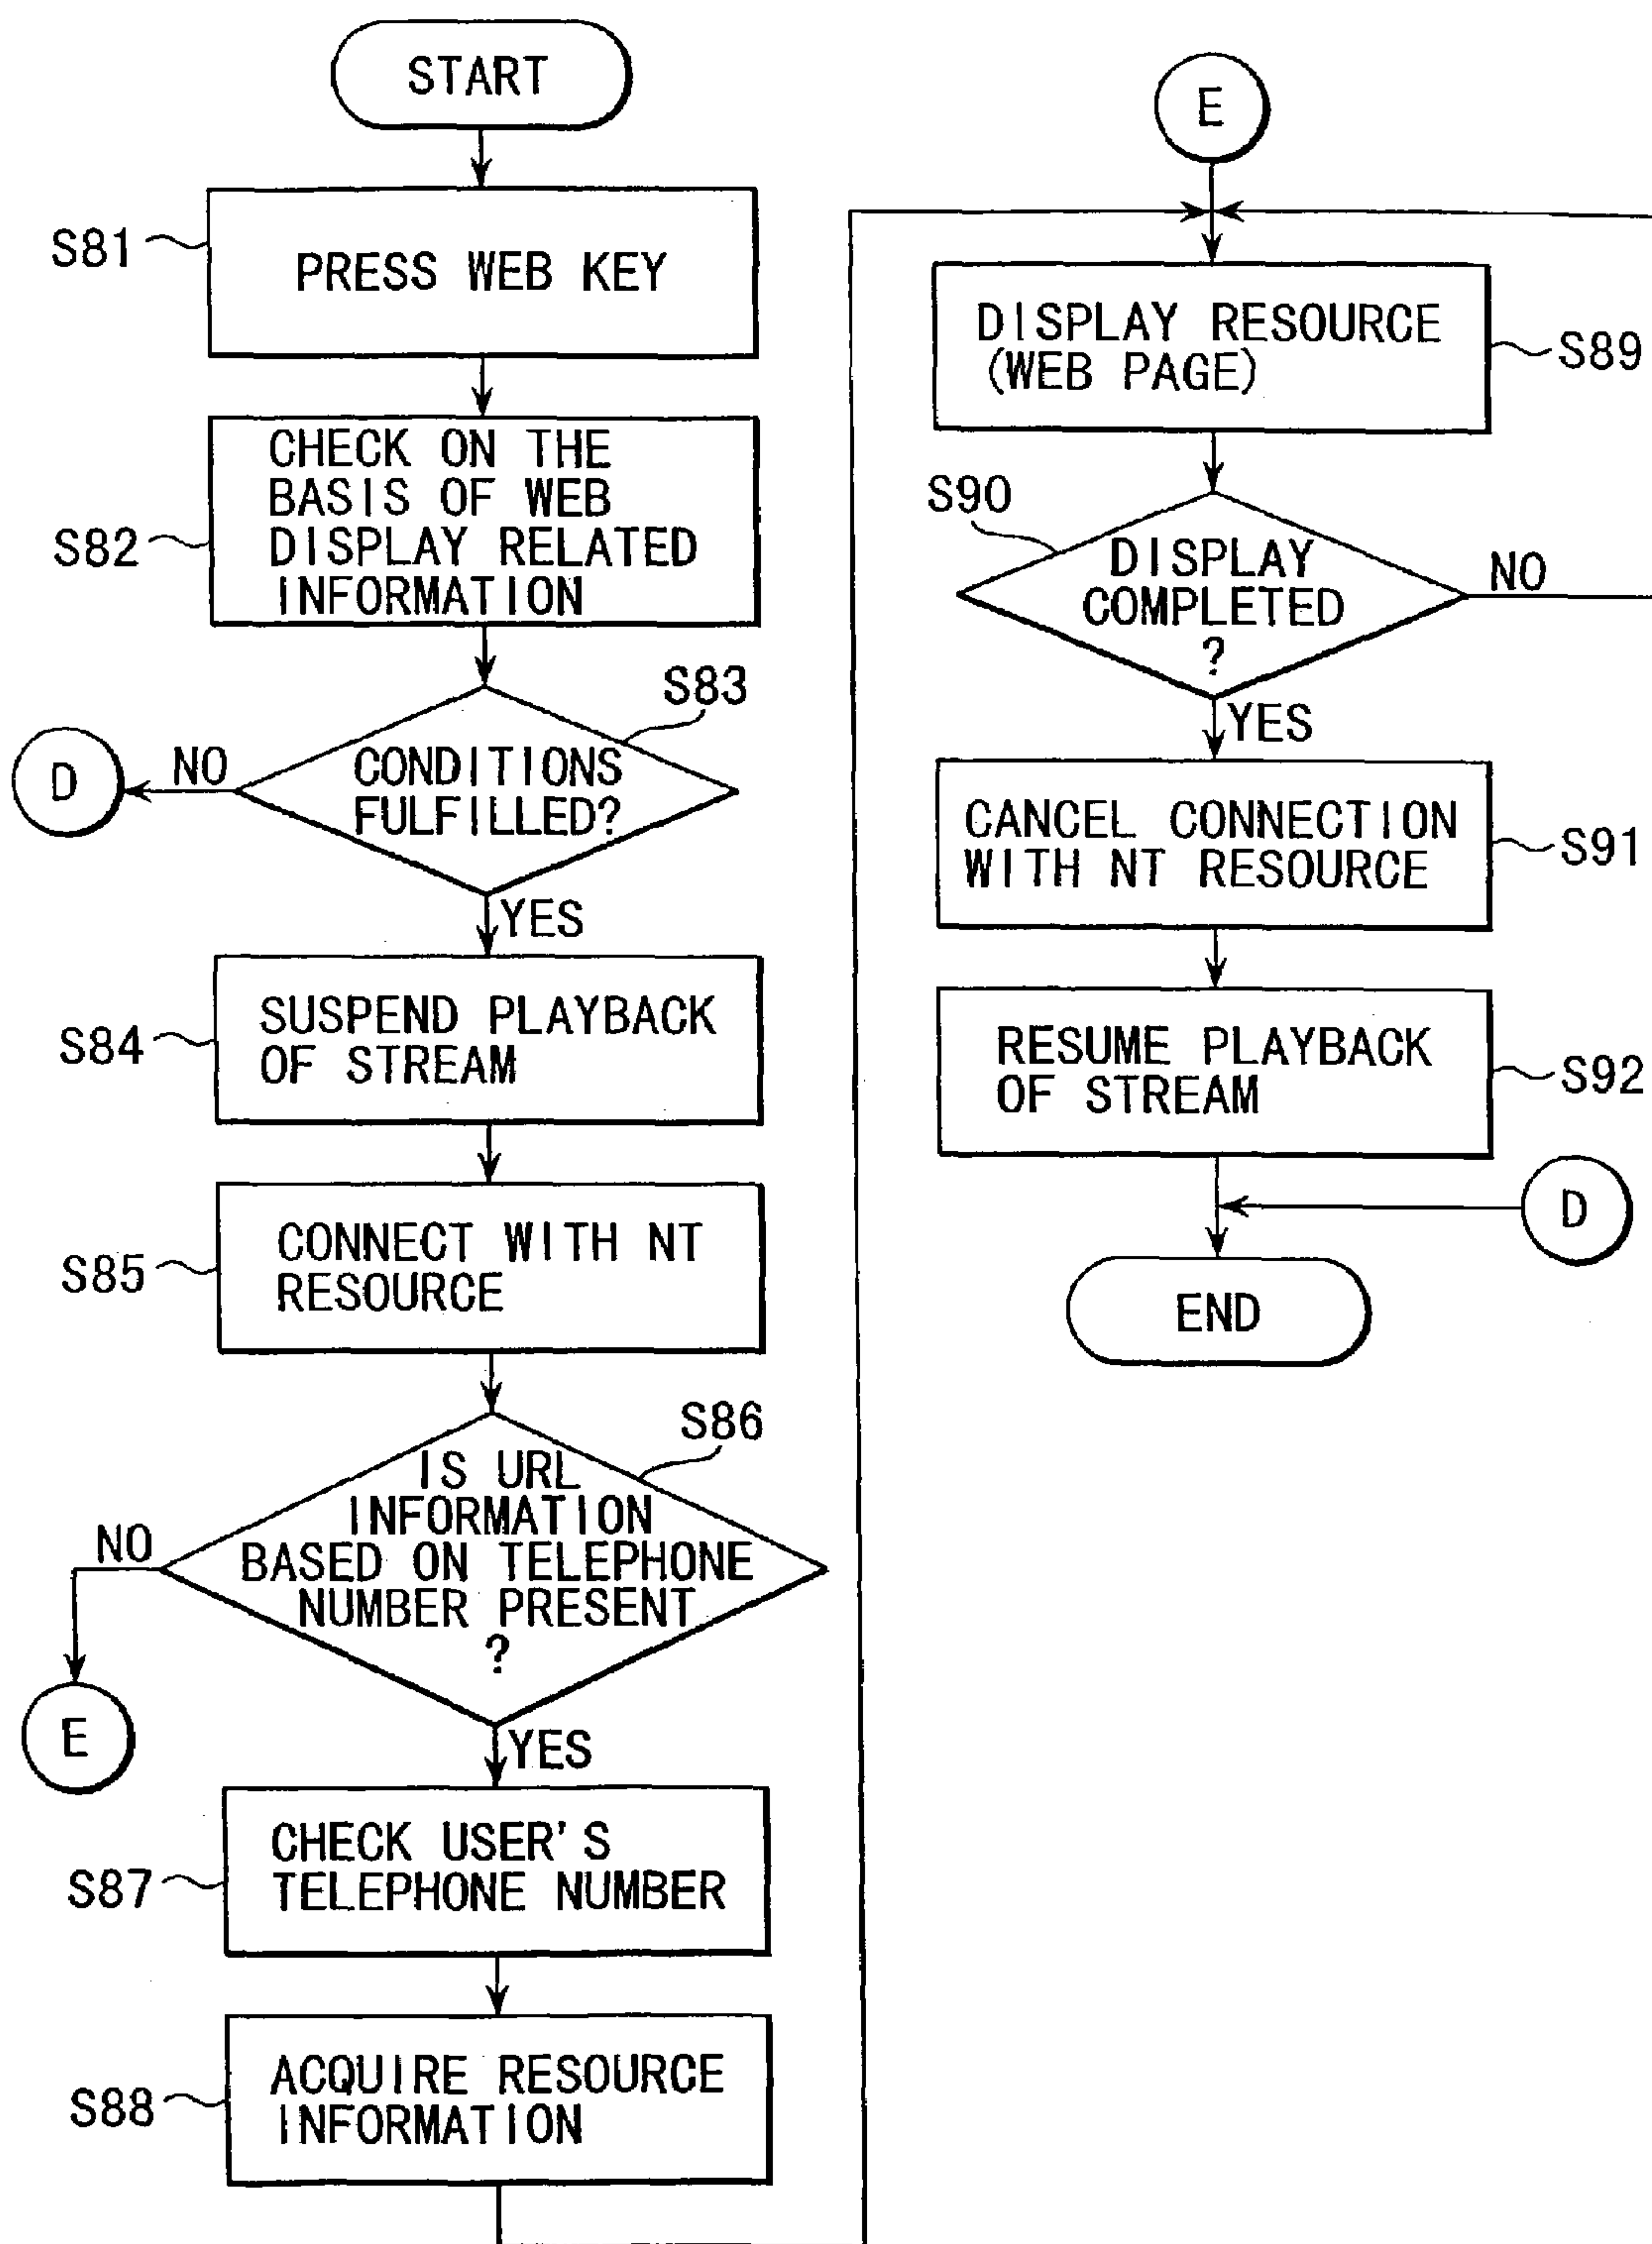 START
S81
PRESS WEB KEY
S82
CHECK ON THE
BASIS OF WEB
DISPLAY RELATED
INFORMATION
S83
CONDITIONS
FULFILLED?
NO
D
YES
S84
SUSPEND PLAYBACK
OF STREAM
S85
CONNECT WITH NT
RESOURCE
S86
IS URL
INFORMATION
BASED ON TELEPHONE
NUMBER PRESENT
?
NO
E
YES
S87
CHECK USER'S
TELEPHONE NUMBER
S88
ACQUIRE RESOURCE
INFORMATION
E
DISPLAY RESOURCE
(WEB PAGE)
S89
S90
DISPLAY
COMPLETED
?
NO
YES
CANCEL CONNECTION
WITH NT RESOURCE
S91
RESUME PLAYBACK
OF STREAM
S92
D
END